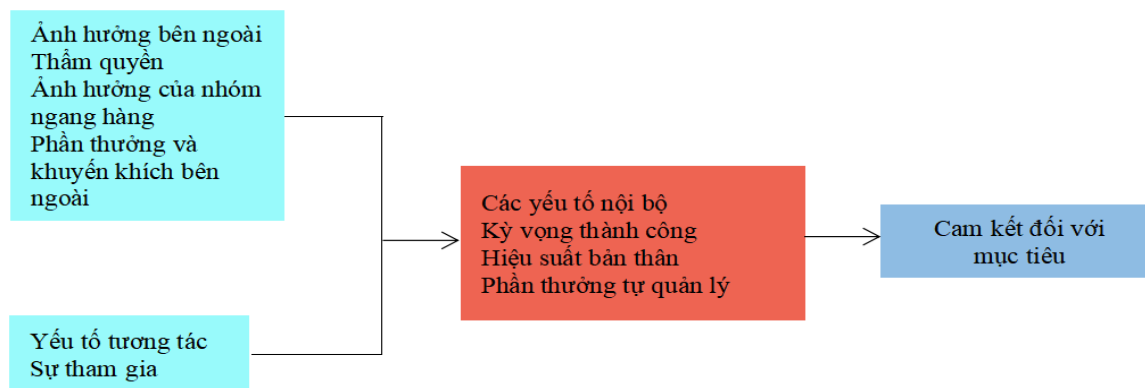 Ảnh hưởng bên ngoài
Thẩm quyền
Ảnh hưởng của nhóm
ngang hàng
Phần thưởng và
khuyến khích bên
ngoài
Các yếu tố nội bộ
Kỳ vọng thành công
Hiệu suất bản thân
Phần thưởng tự quản lý
Cam kết đối với
mục tiêu
Yếu tố tương tác
Sự tham gia